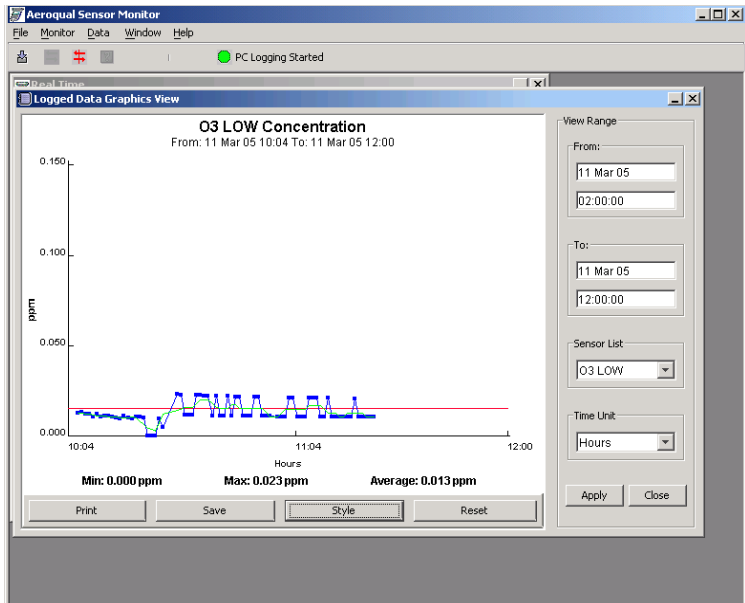 Aeroqual Sensor Monitor
File Monitor Data Window Help
PC Logging Started
Real Time
Logged Data Graphics View
O3 LOW Concentration
From: 11 Mar 05 10:04 To: 11 Mar 05 12:00
0.150
0.100
ppm
0.050
0.000
10:04 11:04 12:00
Hours
Min: 0.000 ppm Max: 0.023 ppm Average: 0.013 ppm
Print Save Style Reset
View Range
From:
11 Mar 05
02:00:00
To:
11 Mar 05
12:00:00
Sensor List
O3 LOW
Time Unit
Hours
Apply Close